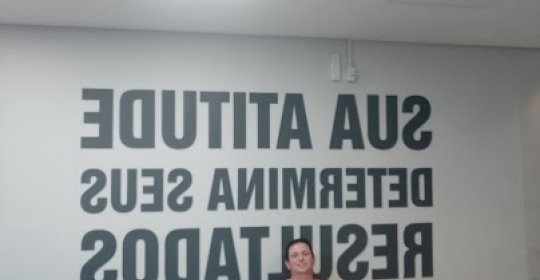 SUA ATITUDE
DETERMINA SEUS
RESULTADOS